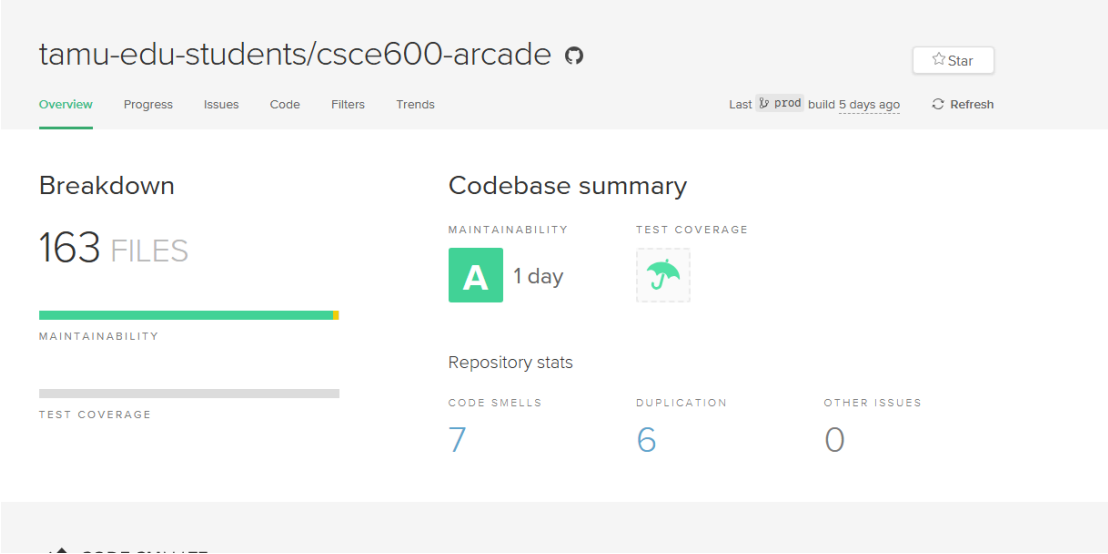 tamu-edu-students/csce600-arcade
Star
Overview Progress Issues Code Filters Trends
Last prod build 5 days ago Refresh
Breakdown
163 FILES
MAINTAINABILITY
TEST COVERAGE
Codebase summary
MAINTAINABILITY TEST COVERAGE
A 1 day
Repository stats
CODE SMELLS DUPLICATION OTHER ISSUES
7 6 0